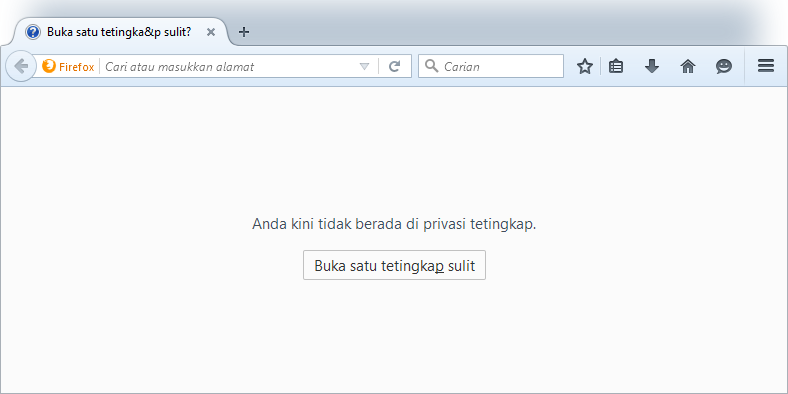 Buka satu tetingka&p sulit?
Firefox Cari atau masukkan alamat Carian
Anda kini tidak berada di privasi tetingkap.
Buka satu tetingkap sulit